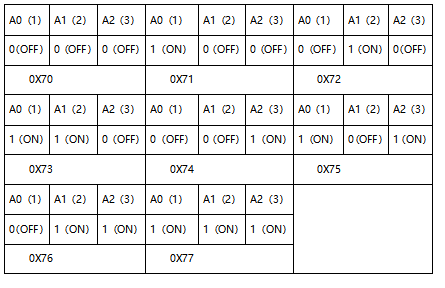 A0（1） A1（2） A2（3） A0（1） A1（2） A2（3） A0（1） A1（2） A2（3）
0(OFF) 0（OFF） 0（OFF） 1（ON） 0（OFF） 0（OFF） 0（OFF） 1（ON） 0(OFF）
0X70 0X71 0X72
A0（1） A1（2） A2（3） A0（1） A1（2） A2（3） A0（1） A1（2） A2（3）
1（ON） 1（ON） 0（OFF） 0（OFF） 0（OFF） 1（ON） 1（ON） 0(OFF） 1（ON）
0X73 0X74 0X75
A0（1） A1（2） A2（3） A0（1） A1（2） A2（3）
0(OFF） 1（ON） 1（ON） 1（ON） 1（ON） 1（ON）
0X76 0X77